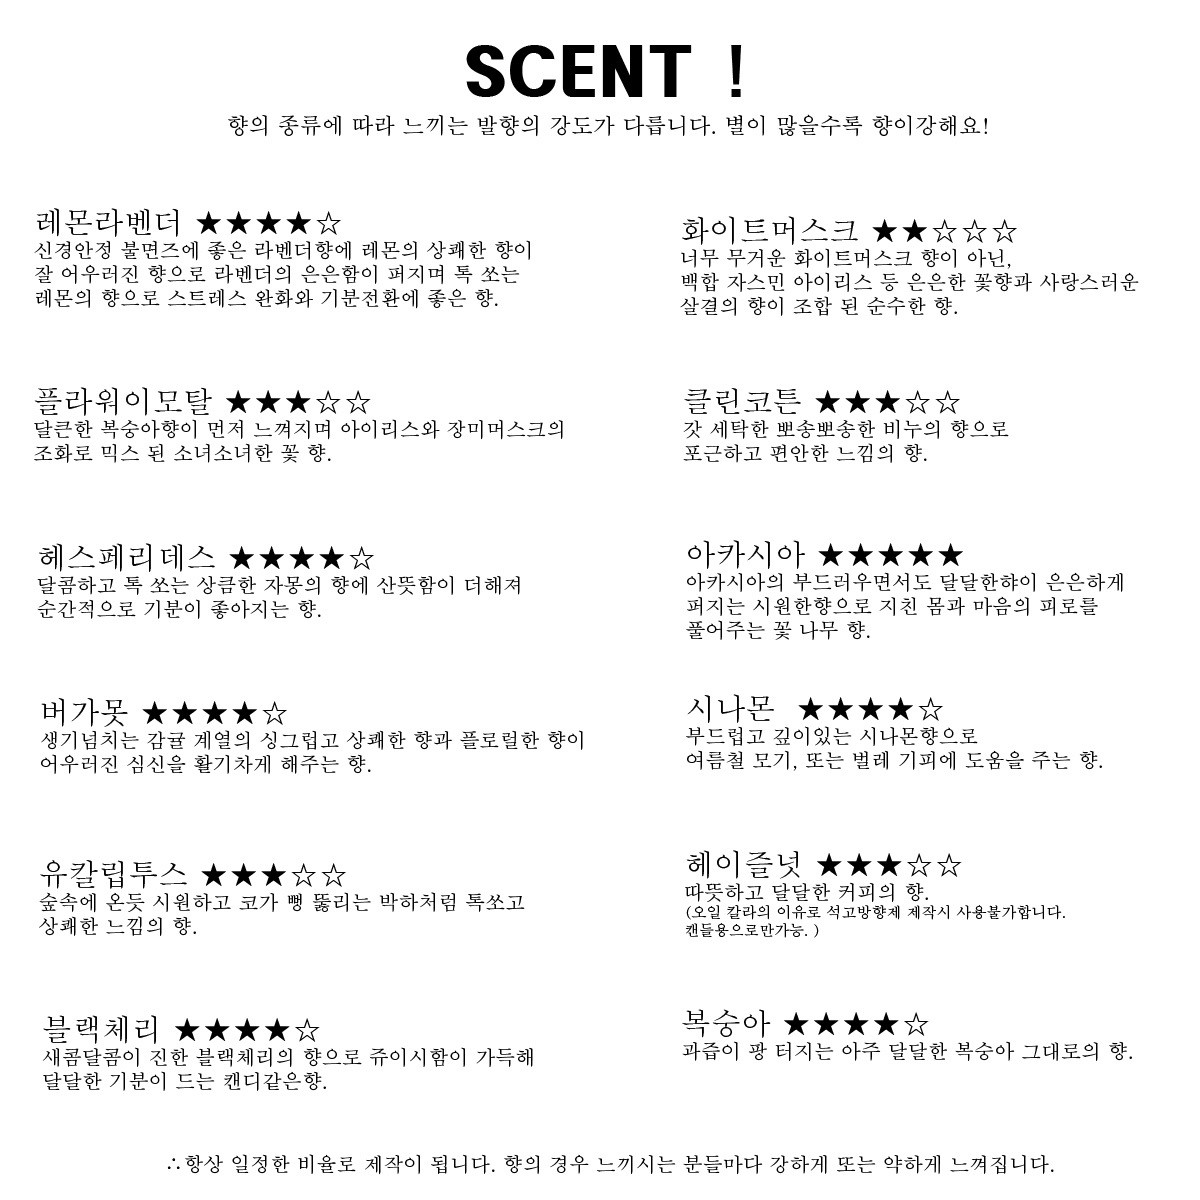 SCENT !
향의 종류에 따라 느끼는 발향의 강도가 다릅니다. 별이 많을수록 향이강해요!
레몬라벤더 ★★★★☆
신경안정 불면즈에 좋은 라벤더향에 레몬의 상쾌한 향이
잘 어우러진 향으로 라벤더의 은은함이 퍼지며 톡 쏘는
레몬의 향으로 스트레스 완화와 기분전환에 좋은 향.
플라워이모탈 ★★★☆☆
달큰한 복숭아향이 먼저 느껴지며 아이리스와 장미머스크의
조화로 믹스 된 소녀소녀한 꽃 향.
헤스페리데스 ★★★★☆
달콤하고 톡 쏘는 상큼한 자몽의 향에 산뜻함이 더해져
순간적으로 기분이 좋아지는 향.
버가못 ★★★★☆
생기넘치는 감귤 계열의 싱그럽고 상쾌한 향과 플로럴한 향이
어우러진 심신을 활기차게 해주는 향.
유칼립투스 ★★★☆☆
숲속에 온듯 시원하고 코가 뻥 뚫리는 박하처럼 톡쏘고
상쾌한 느낌의 향.
블랙체리 ★★★★☆
새콤달콤이 진한 블랙체리의 향으로 쥬이시함이 가득해
달달한 기분이 드는 캔디같은향.
화이트머스크 ★★☆☆☆
너무 무거운 화이트머스크 향이 아닌,
백합 자스민 아이리스 등 은은한 꽃향과 사랑스러운
살결의 향이 조합 된 순수한 향.
클린코튼 ★★★☆☆
갓 세탁한 뽀송뽀송한 비누의 향으로
포근하고 편안한 느낌의 향.
아카시아 ★★★★★
아카시아의 부드러우면서도 달달한햐이 은은하게
퍼지는 시원한향으로 지친 몸과 마음의 피로를
풀어주는 꽃 나무 향.
시나몬 ★★★★☆
부드럽고 깊이있는 시나몬향으로
여름철 모기, 또는 벌레 기피에 도움을 주는 향.
헤이즐넛 ★★★☆☆
따뜻하고 달달한 커피의 향.
(오일 칼라의 이유로 석고방향제 제작시 사용불가합니다.
캔들용으로만가능. )
복숭아 ★★★★☆
과즙이 팡 터지는 아주 달달한 복숭아 그대로의 향.
∴항상 일정한 비율로 제작이 됩니다. 향의 경우 느끼시는 분들마다 강하게 또는 약하게 느껴집니다.